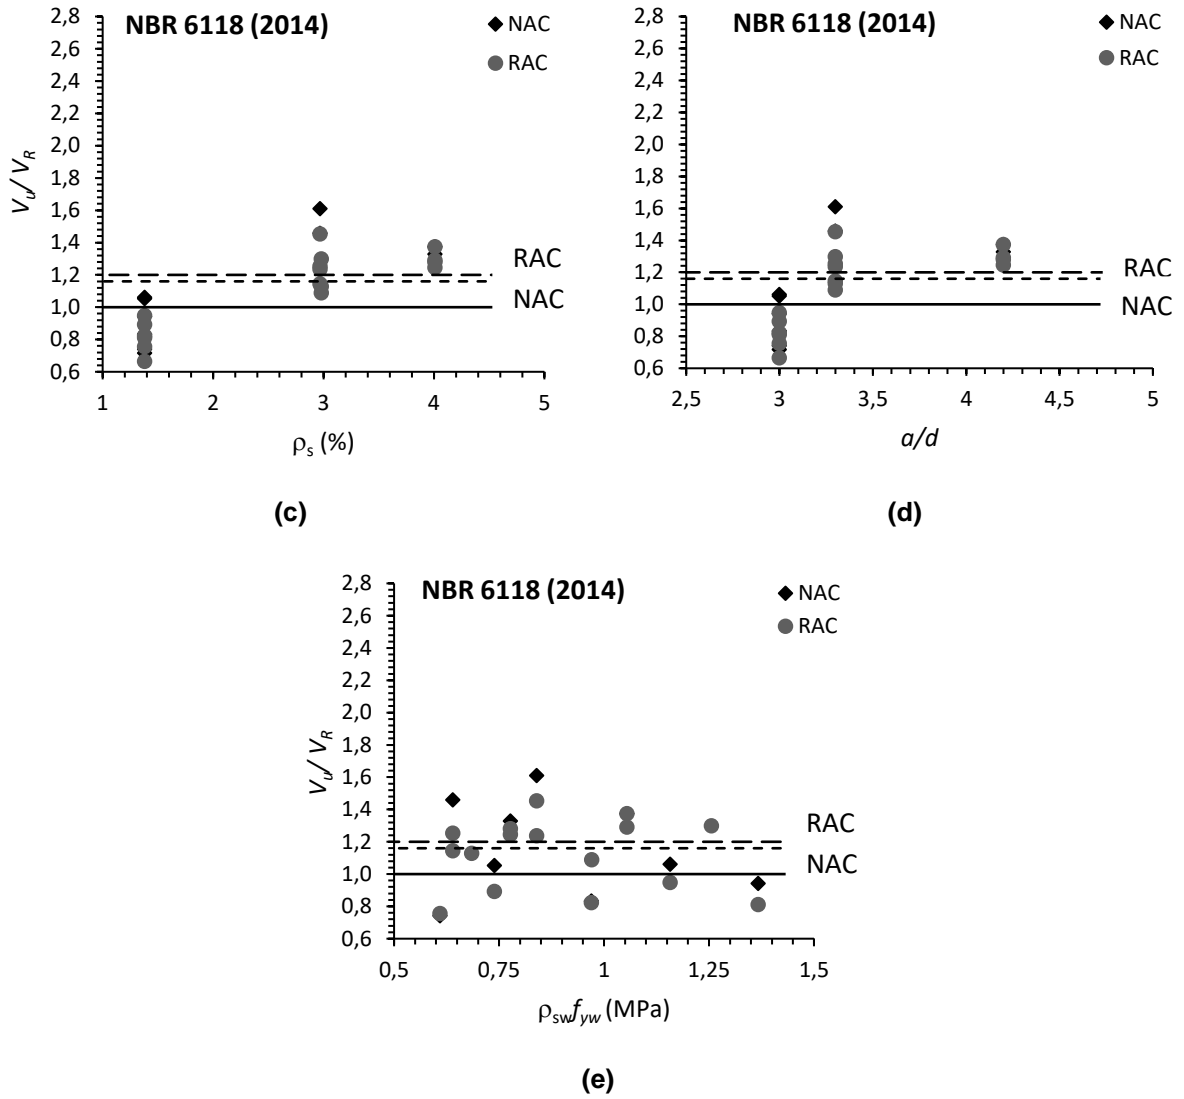 NBR 6118 (2014)
NAC
RAC
2,8
2,6
2,4
2,2
2,0
1,8
1,6
1,4
1,2
1,0
0,8
0,6
Vu/ VR
RAC
NAC
1
2
3
4
5
ρs (%)
(c)
NBR 6118 (2014)
NAC
RAC
2,8
2,6
2,4
2,2
2,0
1,8
1,6
1,4
1,2
1,0
0,8
0,6
RAC
NAC
2,5
3
3,5
4
4,5
5
a/d
(d)
NBR 6118 (2014)
NAC
RAC
2,8
2,6
2,4
2,2
2,0
1,8
1,6
1,4
1,2
1,0
0,8
0,6
Vu/ VR
RAC
NAC
0,5
0,75
1
1,25
1,5
ρswfyw (MPa)
(e)